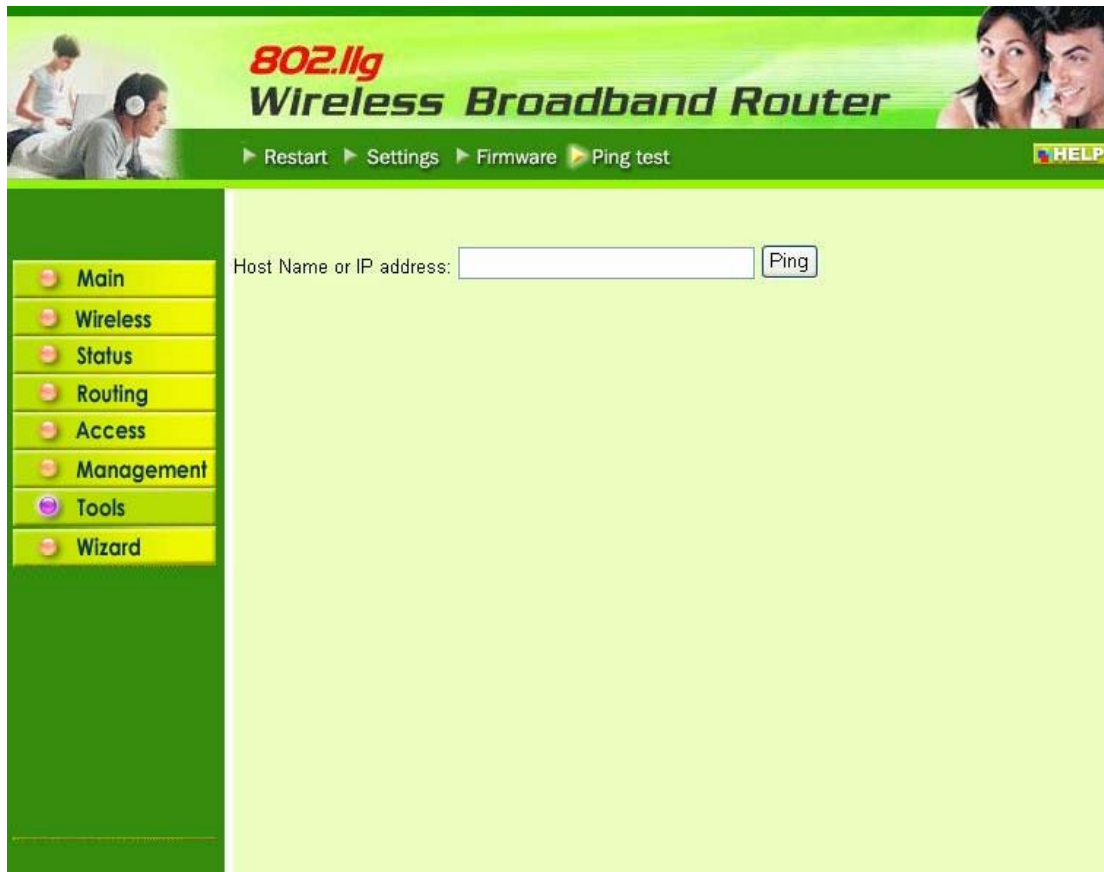 802.11g
Wireless Broadband Router
Restart Settings Firmware Ping test HELP
Host Name or IP address: Ping
Main
Wireless
Status
Routing
Access
Management
Tools
Wizard